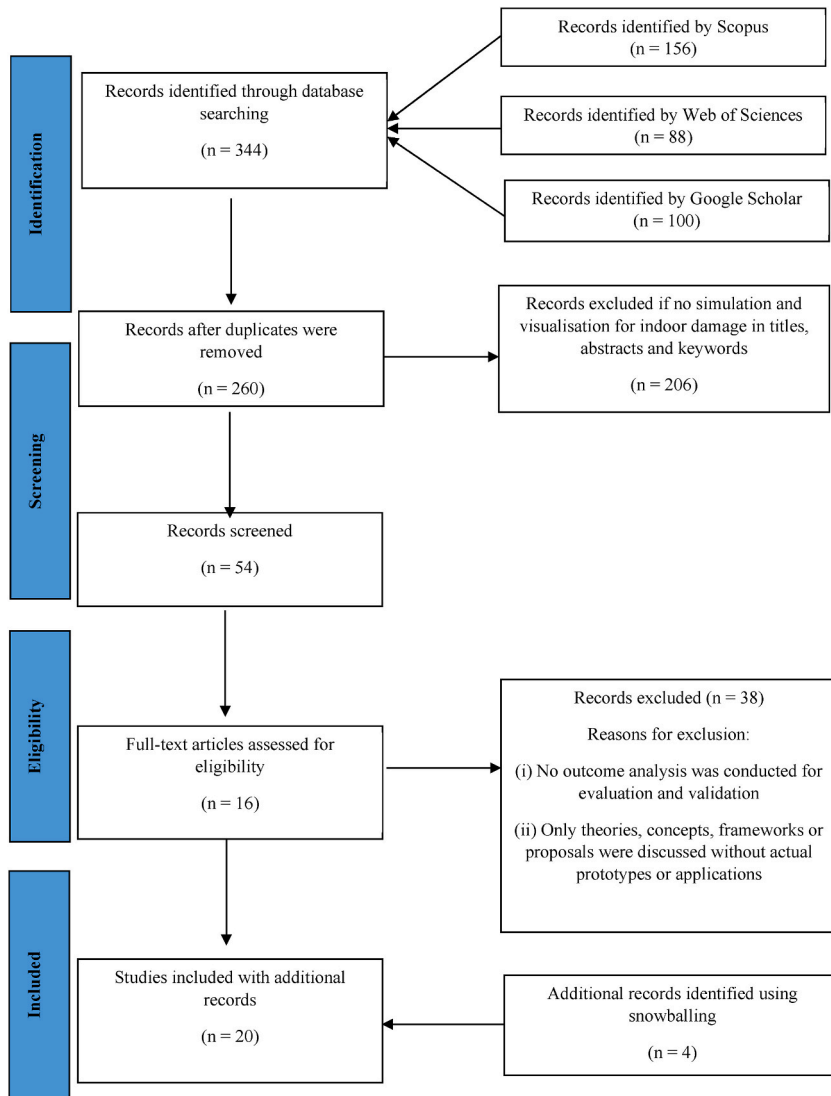 Records identified by Scopus
(n = 156)
Identification
Records identified through database
searching
(n = 344)
Records identified by Web of Sciences
(n = 88)
Records identified by Google Scholar
(n = 100)
Records after duplicates were
removed
(n = 260)
Records excluded if no simulation and
visualisation for indoor damage in titles,
abstracts and keywords
(n = 206)
Screening
Records screened
(n = 54)
Eligibility
Full-text articles assessed for
eligibility
(n = 16)
Records excluded (n = 38)
Reasons for exclusion:
(i) No outcome analysis was conducted for
evaluation and validation
(ii) Only theories, concepts, frameworks or
proposals were discussed without actual
prototypes or applications
Included
Studies included with additional
records
(n = 20)
Additional records identified using
snowballing
(n = 4)